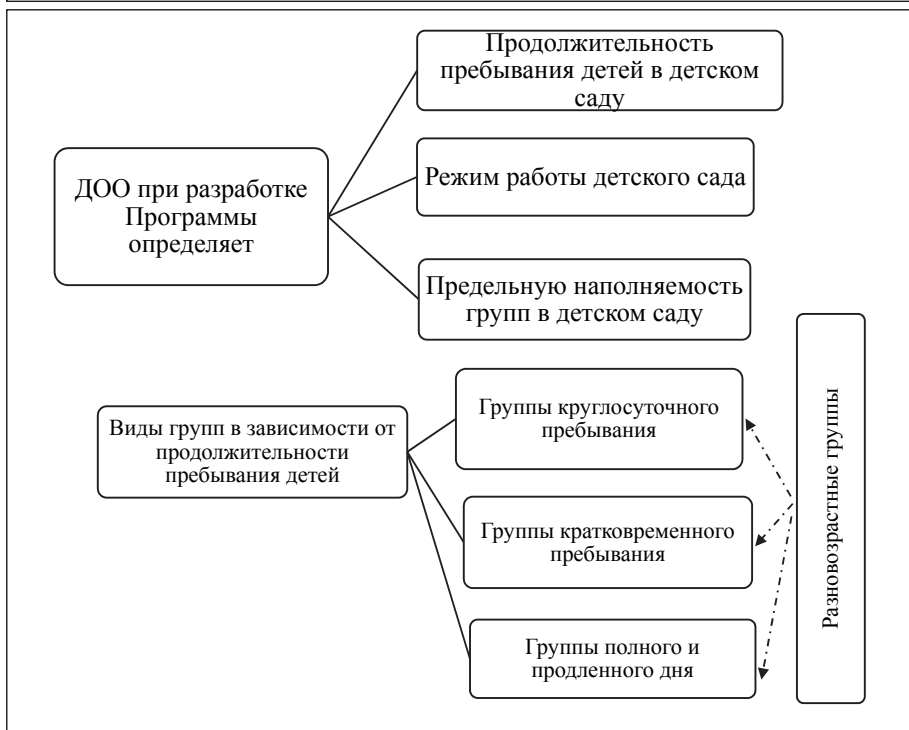 Продолжительность
пребывания детей в детском
саду
ДОО при разработке
Программы
определяет
Режим работы детского сада
Предельную наполняемость
групп в детском саду
Виды групп в зависимости от
продолжительности
пребывания детей
Группы круглосуточного
пребывания
Группы кратковременного
пребывания
Группы полного и
продленного дня
Разновозрастные группы